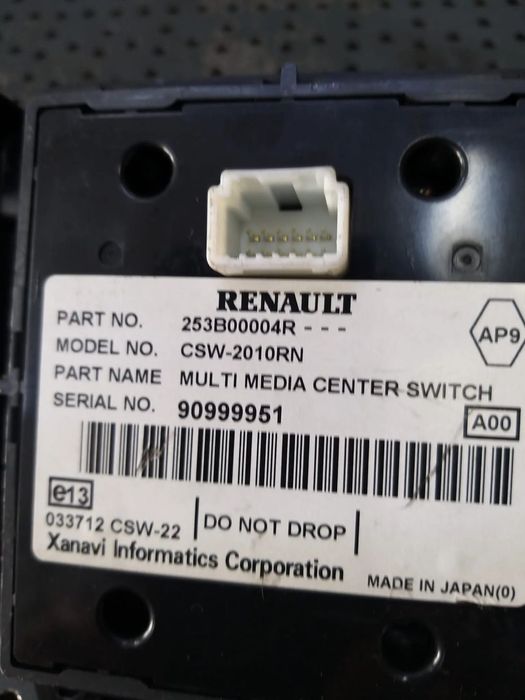 RENAULT
PART NO. 253B00004R - - -
MODEL NO. CSW-2010RN
AP9
PART NAME MULTI MEDIA CENTER SWITCH
SERIAL NO. 90999951
A00
e13
033712 CSW-22 DO NOT DROP
Xanavi Informatics Corporation
MADE IN JAPAN(0)